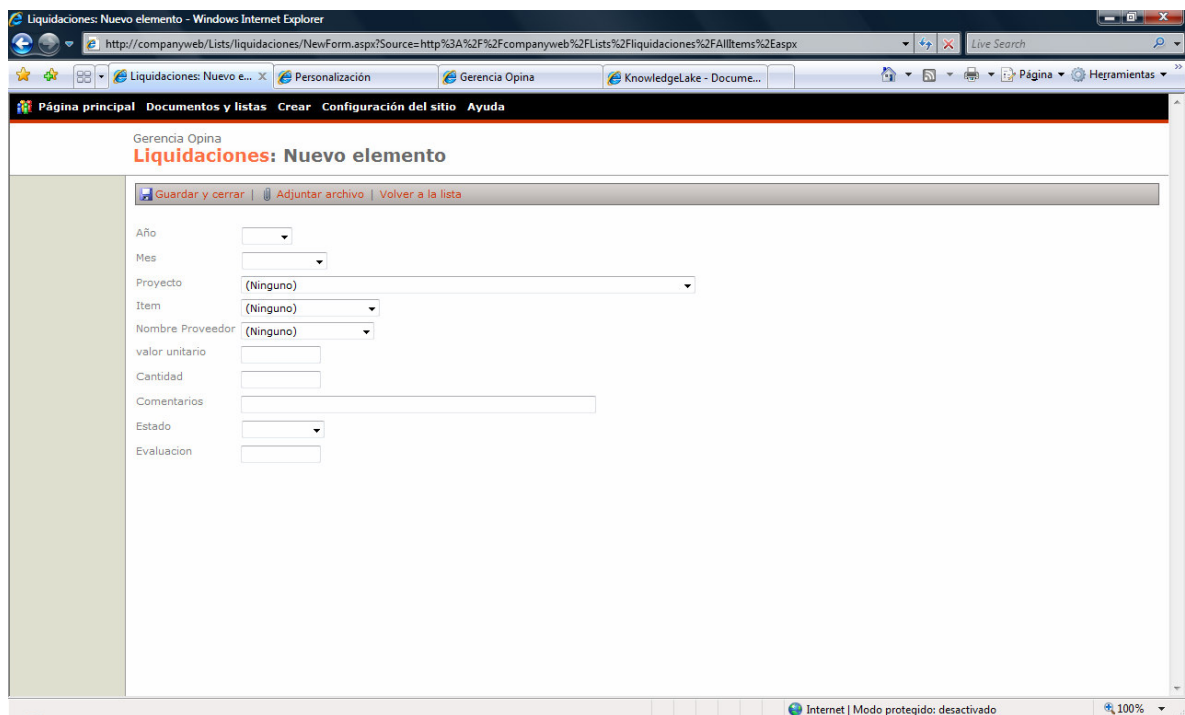 Liquidaciones: Nuevo elemento - Windows Internet Explorer
http://companyweb/Lists/liquidaciones/NewForm.aspx?Source=http%3A%2F%2Fcompanyweb%2FLists%2Fliquidaciones%2FAllItems%2Easpx
Live Search
Liquidaciones: Nuevo e... X Personalización Gerencia Opina KnowledgeLake - Docume... Página Herramientas »
Página principal Documentos y listas Crear Configuración del sitio Ayuda
Gerencia Opina
Liquidaciones: Nuevo elemento
Guardar y cerrar | Adjuntar archivo | Volver a la lista
Año
Mes
Proyecto (Ninguno)
Item (Ninguno)
Nombre Proveedor (Ninguno)
valor unitario
Cantidad
Comentarios
Estado
Evaluacion
Internet | Modo protegido: desactivado 100%